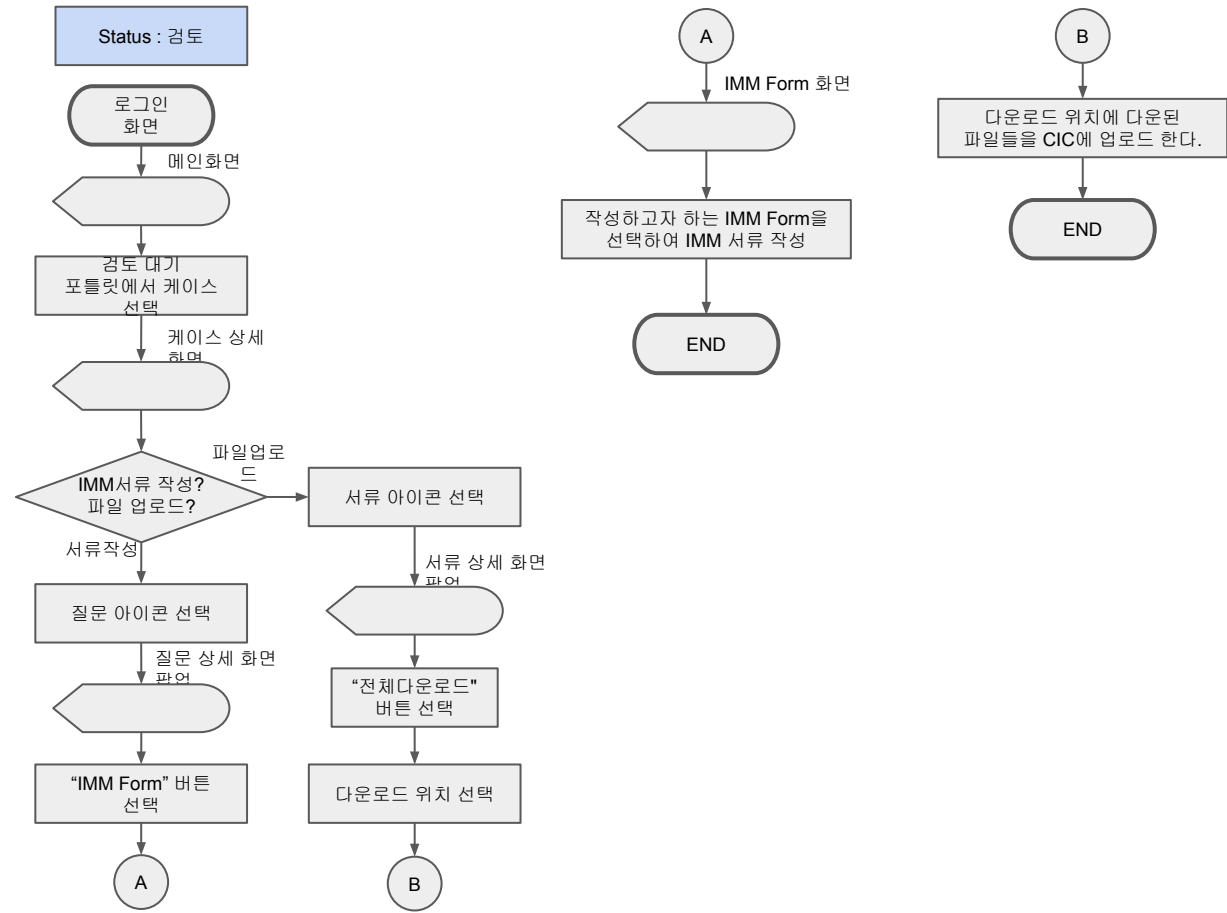 Status : 검토
로그인
화면
메인화면
검토 대기
포틀릿에서 케이스
선택
케이스 상세
화면
IMM서류 작성?
파일 업로드?
파일업로
드
서류작성
질문 아이콘 선택
질문 상세 화면
팝업
“IMM Form” 버튼
선택
A
서류 아이콘 선택
서류 상세 화면
팝업
“전체다운로드"
버튼 선택
다운로드 위치 선택
B
A
IMM Form 화면
작성하고자 하는 IMM Form을
선택하여 IMM 서류 작성
END
B
다운로드 위치에 다운된
파일들을 CIC에 업로드 한다.
END